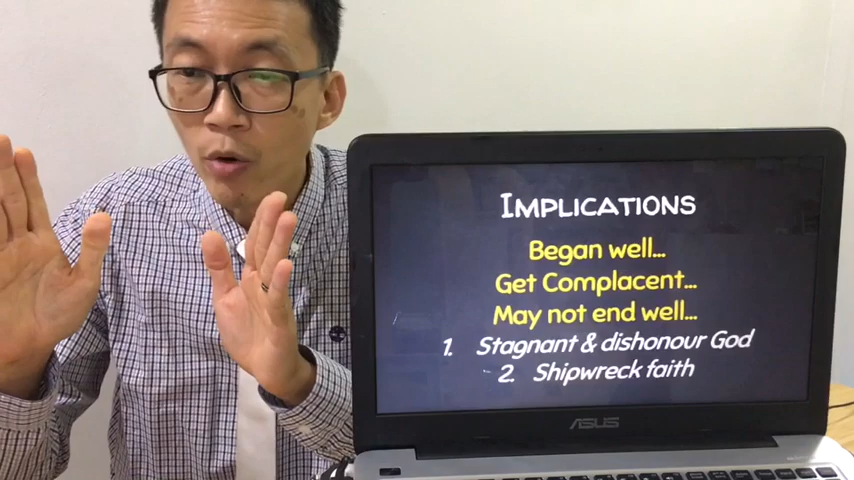 IMPLICATIONS
Began well...
Get Complacent...
May not end well...
1. Stagnant & dishonour God
2. Shipwreck faith
ASUS